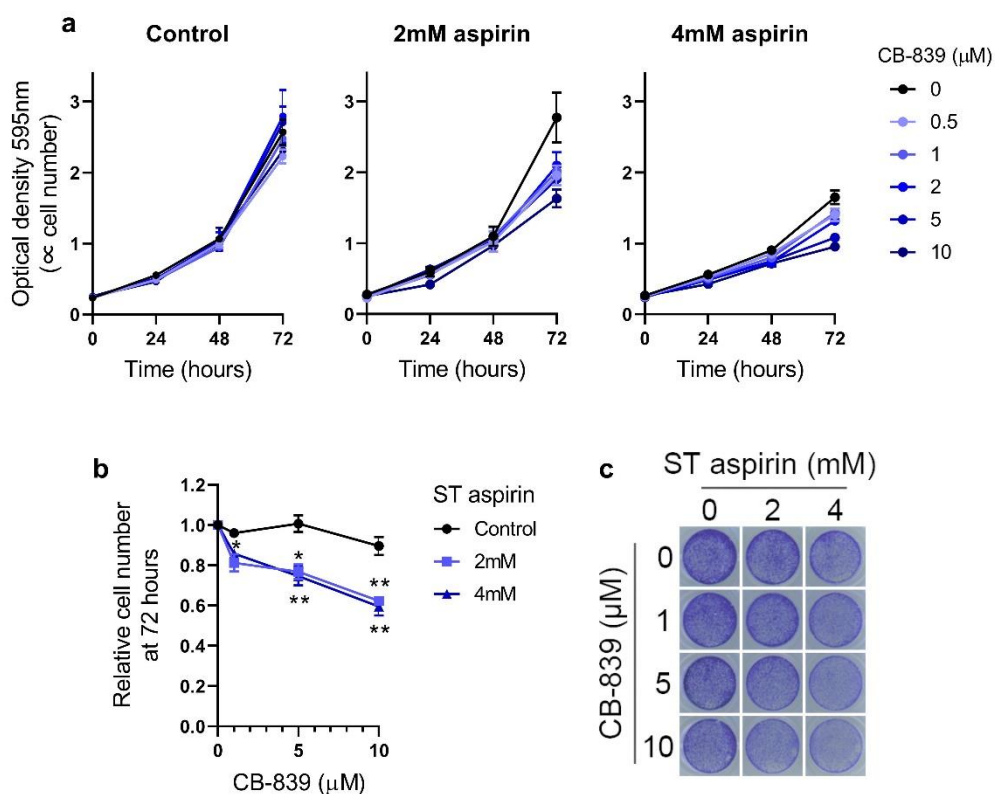 a
Control
2mM aspirin
4mM aspirin
CB-839 (μM)
0
0.5
1
2
5
10
Optical density 595nm
(∝ cell number)
3
2
1
0
0 24 48 72
Time (hours)
3
2
1
0
0 24 48 72
Time (hours)
3
2
1
0
0 24 48 72
Time (hours)
b
Relative cell number
at 72 hours
1.2
1.0
0.8
0.6
0.4
0.2
0.0
* * **
** **
0 5 10
CB-839 (μM)
ST aspirin
Control
2mM
4mM
c
ST aspirin (mM)
0 2 4
CB-839 (μM)
0
1
5
10